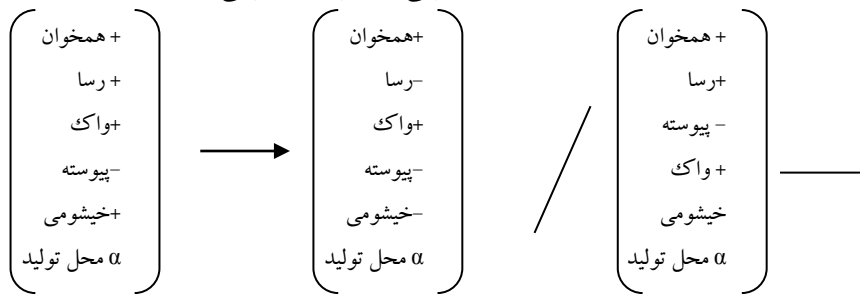 + همخوان
+ رسا
+واک
–پیوسته
+خیشومی
α محل تولید
+همخوان
–رسا
+واک
–پیوسته
–خیشومی
α محل تولید
+ همخوان
+رسا
– پیوسته
+ واک
خیشومی
α محل تولید